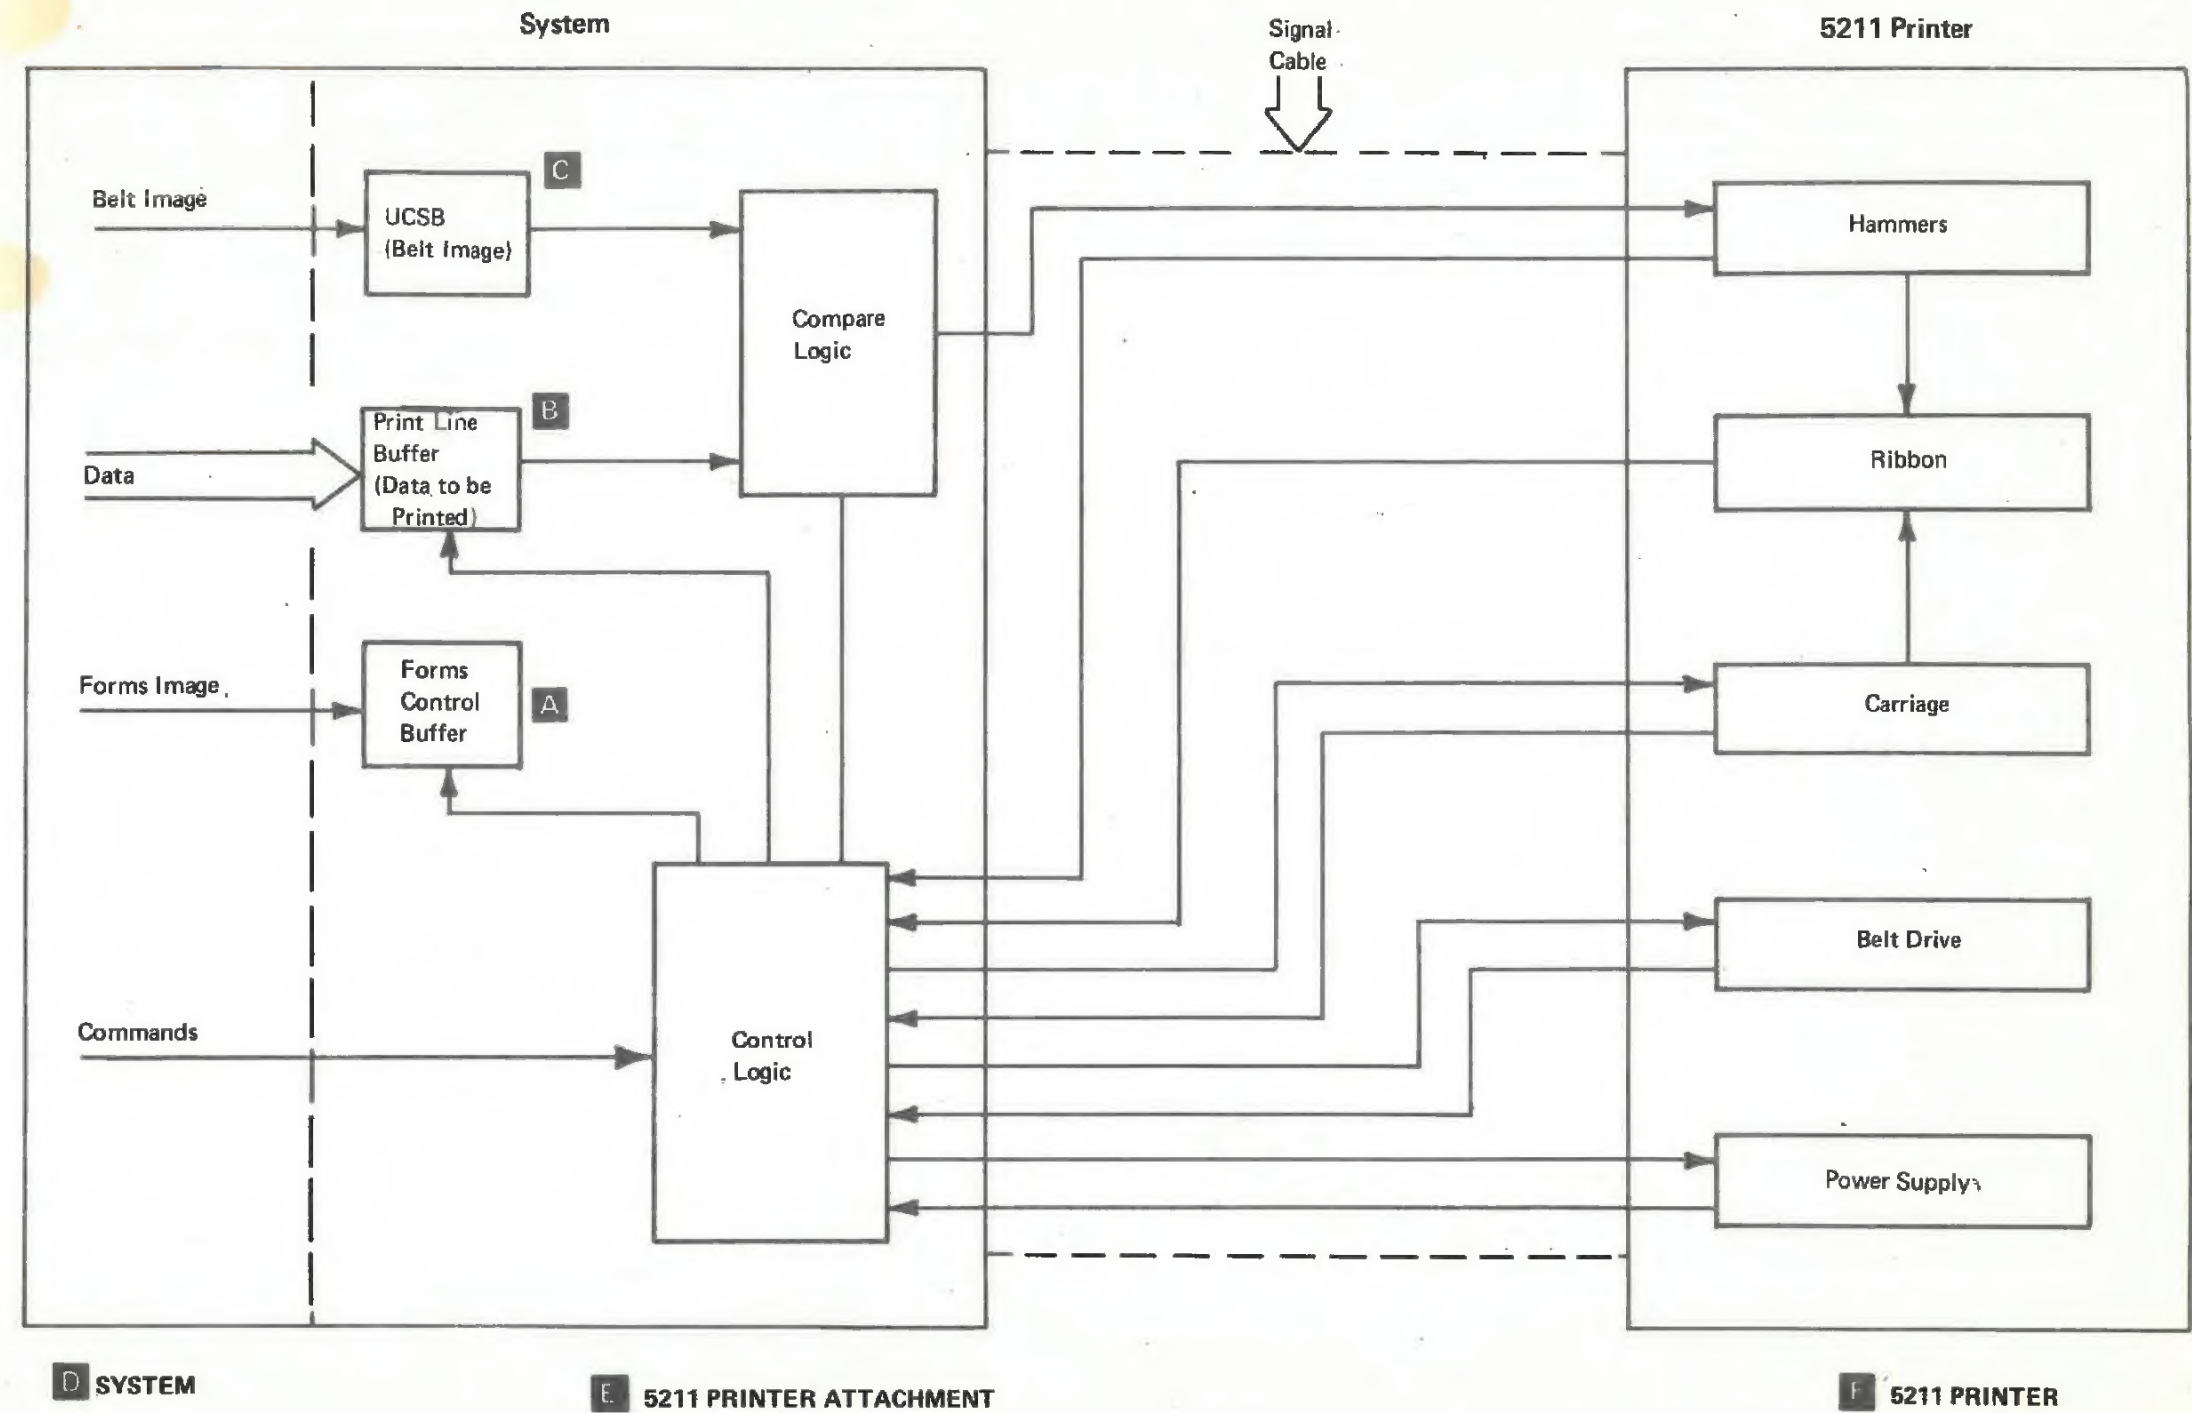 System
Signal
Cable
5211 Printer
C
Belt Image
UCSB
(Belt Image)
Compare
Logic
Hammers
B
Print Line
Buffer
(Data to be
Printed)
Data
Ribbon
Forms Image
Forms
Control
Buffer
A
Carriage
Belt Drive
Commands
Control
Logic
Power Supply
D SYSTEM
E 5211 PRINTER ATTACHMENT
F 5211 PRINTER